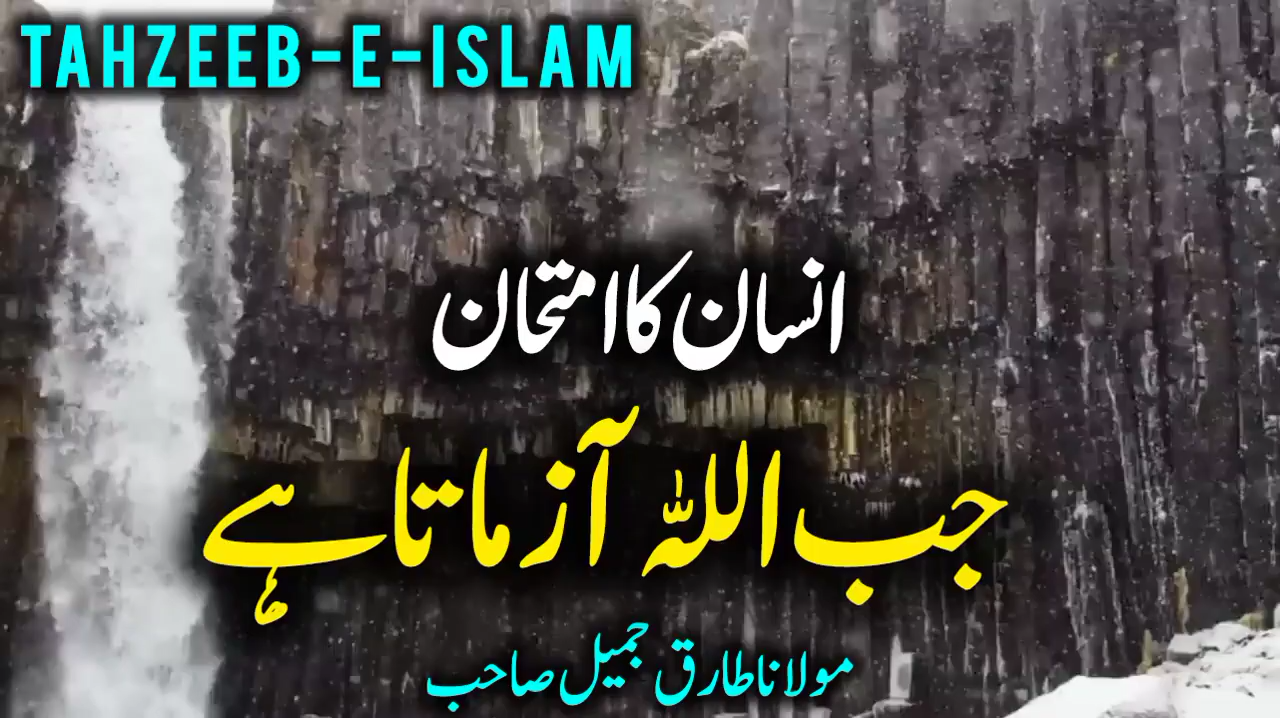 TAHZEEB-E-ISLAM
انسان کا امتحان
جب اللہ آزماتا ہے
مولانا طارق جمیل صاحب